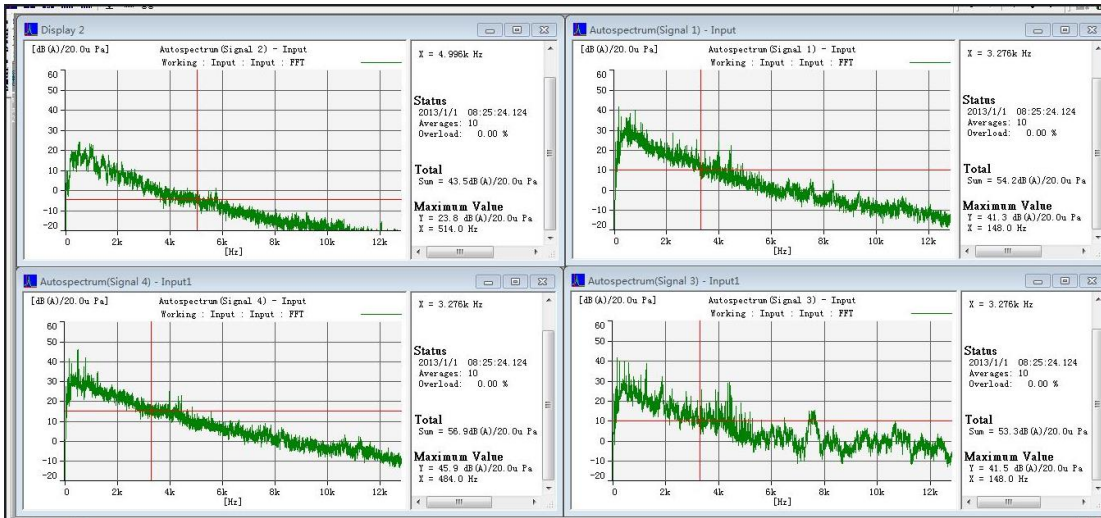 Display 2
[dB(A)/20.0u Pa] Autospectrum(Signal 2) - Input
Working : Input : Input : FFT
60
50
40
30
20
10
0
-10
-20
0 2k 4k 6k 8k 10k 12k
[Hz]
X = 4.996k Hz
Status
2013/1/1 08:25:24.124
Averages: 10
Overload: 0.00 %
Total
Sum = 43.5dB(A)/20.0u Pa
Maximum Value
Y = 23.8 dB(A)/20.0u Pa
X = 514.0 Hz
Autospectrum(Signal 1) - Input
[dB(A)/20.0u Pa] Autospectrum(Signal 1) - Input
Working : Input : Input : FFT
60
50
40
30
20
10
0
-10
-20
0 2k 4k 6k 8k 10k 12k
[Hz]
X = 3.276k Hz
Status
2013/1/1 08:25:24.124
Averages: 10
Overload: 0.00 %
Total
Sum = 54.2dB(A)/20.0u Pa
Maximum Value
Y = 41.3 dB(A)/20.0u Pa
X = 148.0 Hz
Autospectrum(Signal 4) - Input1
[dB(A)/20.0u Pa] Autospectrum(Signal 4) - Input
Working : Input : Input : FFT
60
50
40
30
20
10
0
-10
-20
0 2k 4k 6k 8k 10k 12k
[Hz]
X = 3.276k Hz
Status
2013/1/1 08:25:24.124
Averages: 10
Overload: 0.00 %
Total
Sum = 56.9dB(A)/20.0u Pa
Maximum Value
Y = 45.9 dB(A)/20.0u Pa
X = 484.0 Hz
Autospectrum(Signal 3) - Input1
[dB(A)/20.0u Pa] Autospectrum(Signal 3) - Input
Working : Input : Input : FFT
60
50
40
30
20
10
0
-10
-20
0 2k 4k 6k 8k 10k 12k
[Hz]
X = 3.276k Hz
Status
2013/1/1 08:25:24.124
Averages: 10
Overload: 0.00 %
Total
Sum = 53.3dB(A)/20.0u Pa
Maximum Value
Y = 41.5 dB(A)/20.0u Pa
X = 148.0 Hz